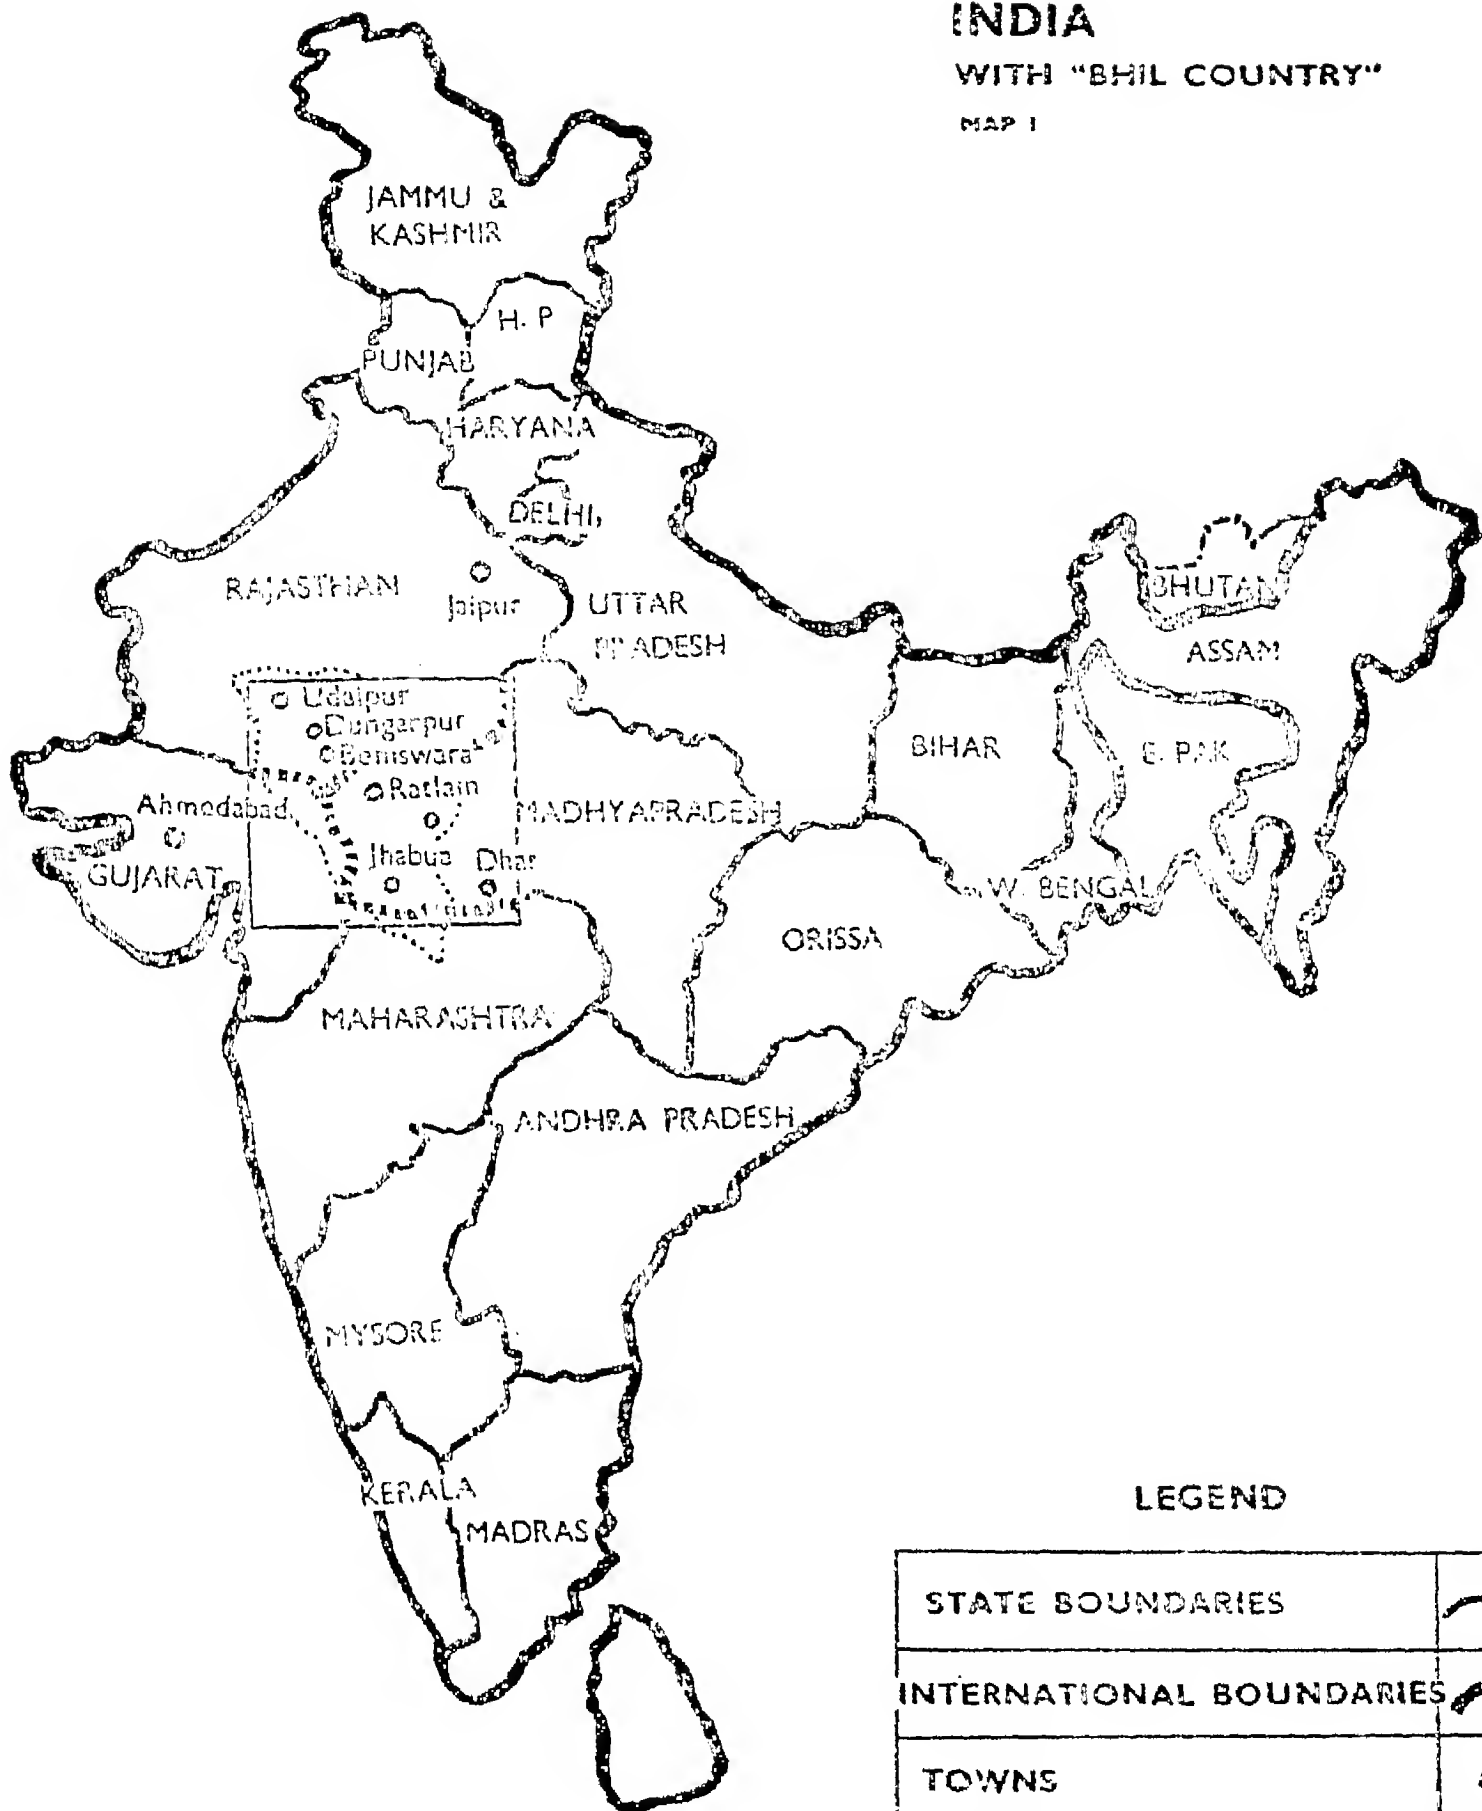 INDIA
WITH "BHIL COUNTRY"
MAP I
JAMMU &
KASHMIR
H. P
PUNJAB
HARYANA
DELHI
RAJASTHAN
Jaipur
UTTAR
PRADESH
BHUTAN
ASSAM
Udaipur
Dungarpur
Baniswara
Ratlam
BIHAR
E. PAK
Ahmedabad
MADHYAPRADESH
Jhabua
Dhar
GUJARAT
W. BENGAL
ORISSA
MAHARASHTRA
ANDHRA PRADESH
MYSORE
KERALA
MADRAS
LEGEND
STATE BOUNDARIES
INTERNATIONAL BOUNDARIES
TOWNS